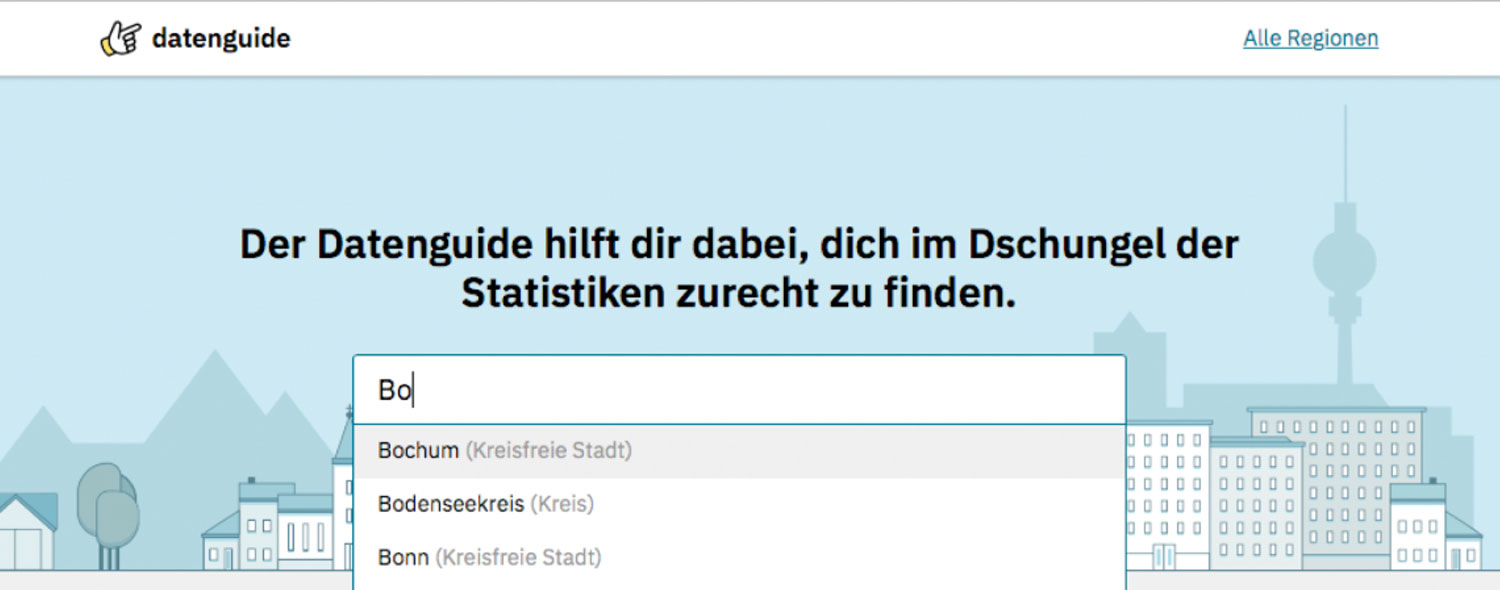 datenguide
Alle Regionen
Der Datenguide hilft dir dabei, dich im Dschungel der
Statistiken zurecht zu finden.
Bo
Bochum (Kreisfreie Stadt)
Bodenseekreis (Kreis)
Bonn (Kreisfreie Stadt)